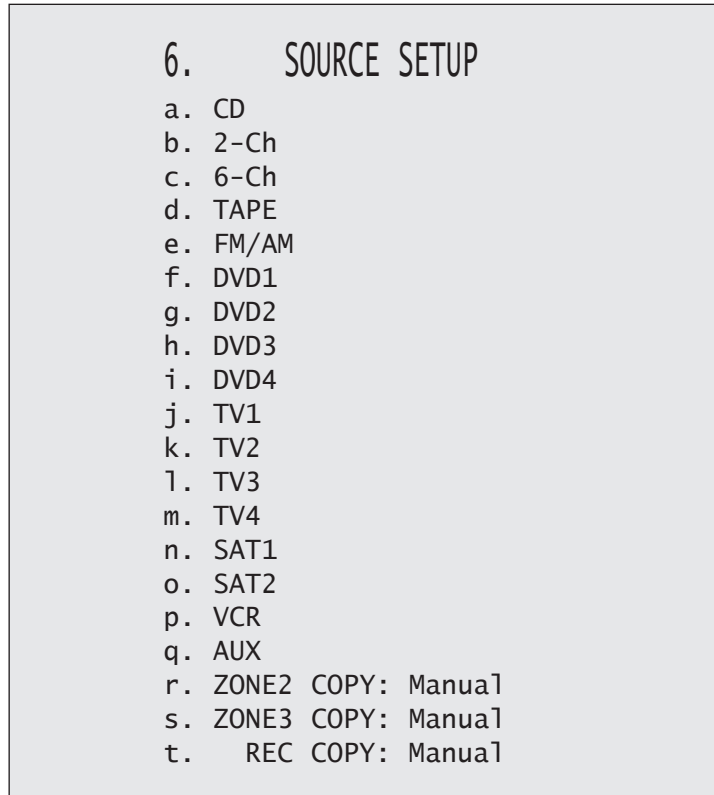 6. SOURCE SETUP
a. CD
b. 2-Ch
c. 6-Ch
d. TAPE
e. FM/AM
f. DVD1
g. DVD2
h. DVD3
i. DVD4
j. TV1
k. TV2
l. TV3
m. TV4
n. SAT1
o. SAT2
p. VCR
q. AUX
r. ZONE2 COPY: Manual
s. ZONE3 COPY: Manual
t. REC COPY: Manual